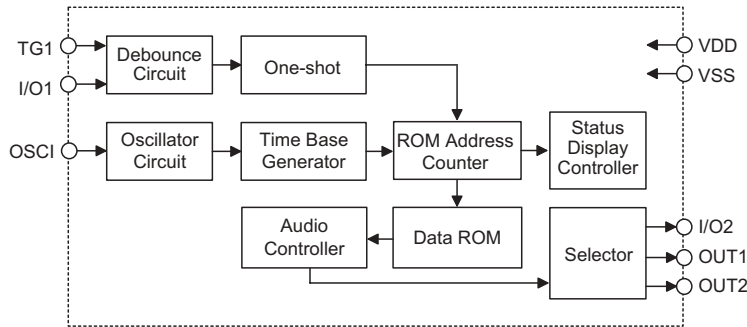 TG1
I/O1
OSCI
Debounce
Circuit
One-shot
VDD
VSS
Oscillator
Circuit
Time Base
Generator
ROM Address
Counter
Status
Display
Controller
Audio
Controller
Data ROM
Selector
I/O2
OUT1
OUT2